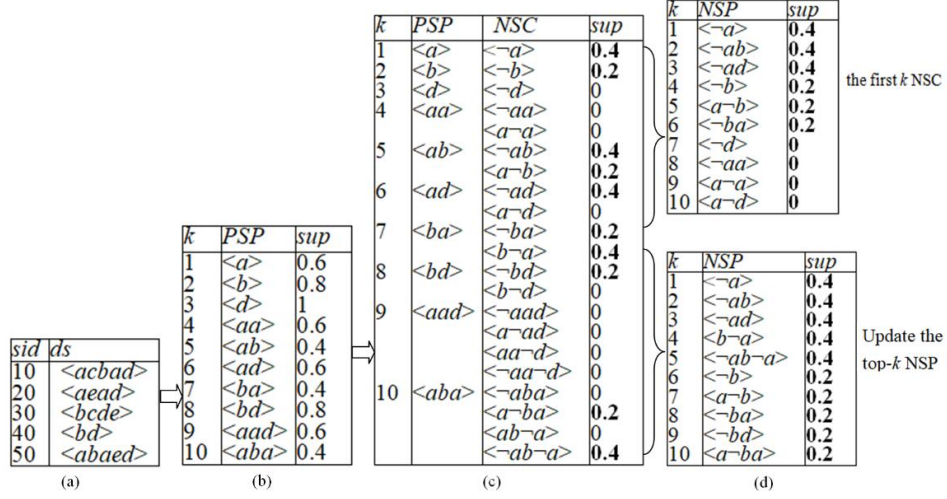 sid ds
10 <acbad>
20 <aead>
30 <bcde>
40 <bd>
50 <abaed>
(a)
k PSP sup
1 <a> 0.6
2 <b> 0.8
3 <d> 1
4 <aa> 0.6
5 <ab> 0.4
6 <ad> 0.6
7 <ba> 0.4
8 <bd> 0.8
9 <aad> 0.6
10 <aba> 0.4
(b)
k PSP NSC sup
1 <a> <¬a> 0.4
2 <b> <¬b> 0.2
3 <d> <¬d> 0
4 <aa> <¬aa> 0
<a¬a> 0
5 <ab> <¬ab> 0.4
<a¬b> 0.2
6 <ad> <¬ad> 0.4
<a¬d> 0
7 <ba> <¬ba> 0.2
<b¬a> 0.4
8 <bd> <¬bd> 0.2
<b¬d> 0
9 <aad> <¬aad> 0
<a¬ad> 0
<aa¬d> 0
<¬aa¬d> 0
10 <aba> <¬aba> 0
<a¬ba> 0.2
<ab¬a> 0
<¬ab¬a> 0.4
(c)
k NSP sup
1 <¬a> 0.4
2 <¬ab> 0.4
3 <¬ad> 0.4
4 <¬b> 0.2
5 <a¬b> 0.2
6 <¬ba> 0.2
7 <¬d> 0
8 <¬aa> 0
9 <a¬a> 0
10 <a¬d> 0
the first k NSC
k NSP sup
1 <¬a> 0.4
2 <¬ab> 0.4
3 <¬ad> 0.4
4 <b¬a> 0.4
5 <¬ab¬a> 0.4
6 <¬b> 0.2
7 <a¬b> 0.2
8 <¬ba> 0.2
9 <¬bd> 0.2
10 <a¬ba> 0.2
Update the
top-k NSP
(d)